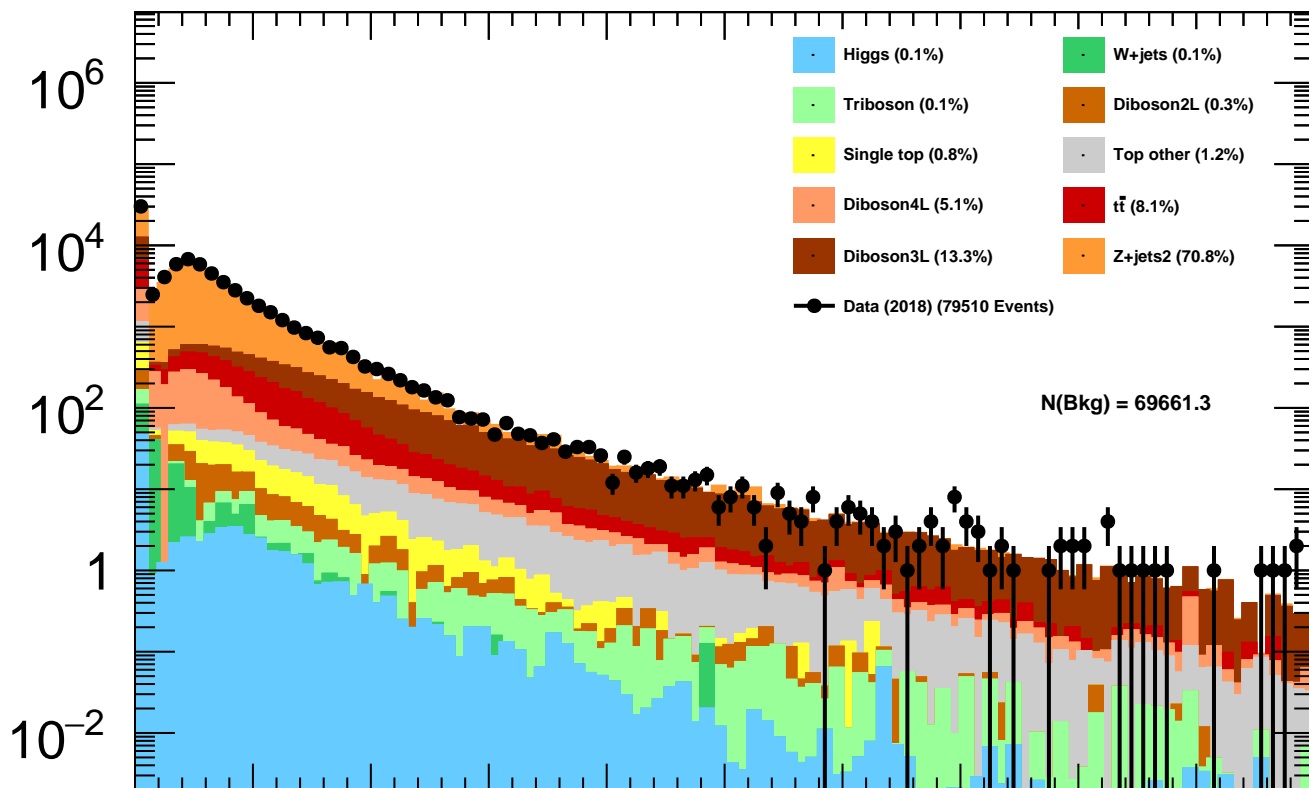 10^6
10^4
10^2
1
10^−2
Higgs (0.1%)
W+jets (0.1%)
Triboson (0.1%)
Diboson2L (0.3%)
Single top (0.8%)
Top other (1.2%)
Diboson4L (5.1%)
tt̄ (8.1%)
Diboson3L (13.3%)
Z+jets2 (70.8%)
Data (2018) (79510 Events)
N(Bkg) = 69661.3